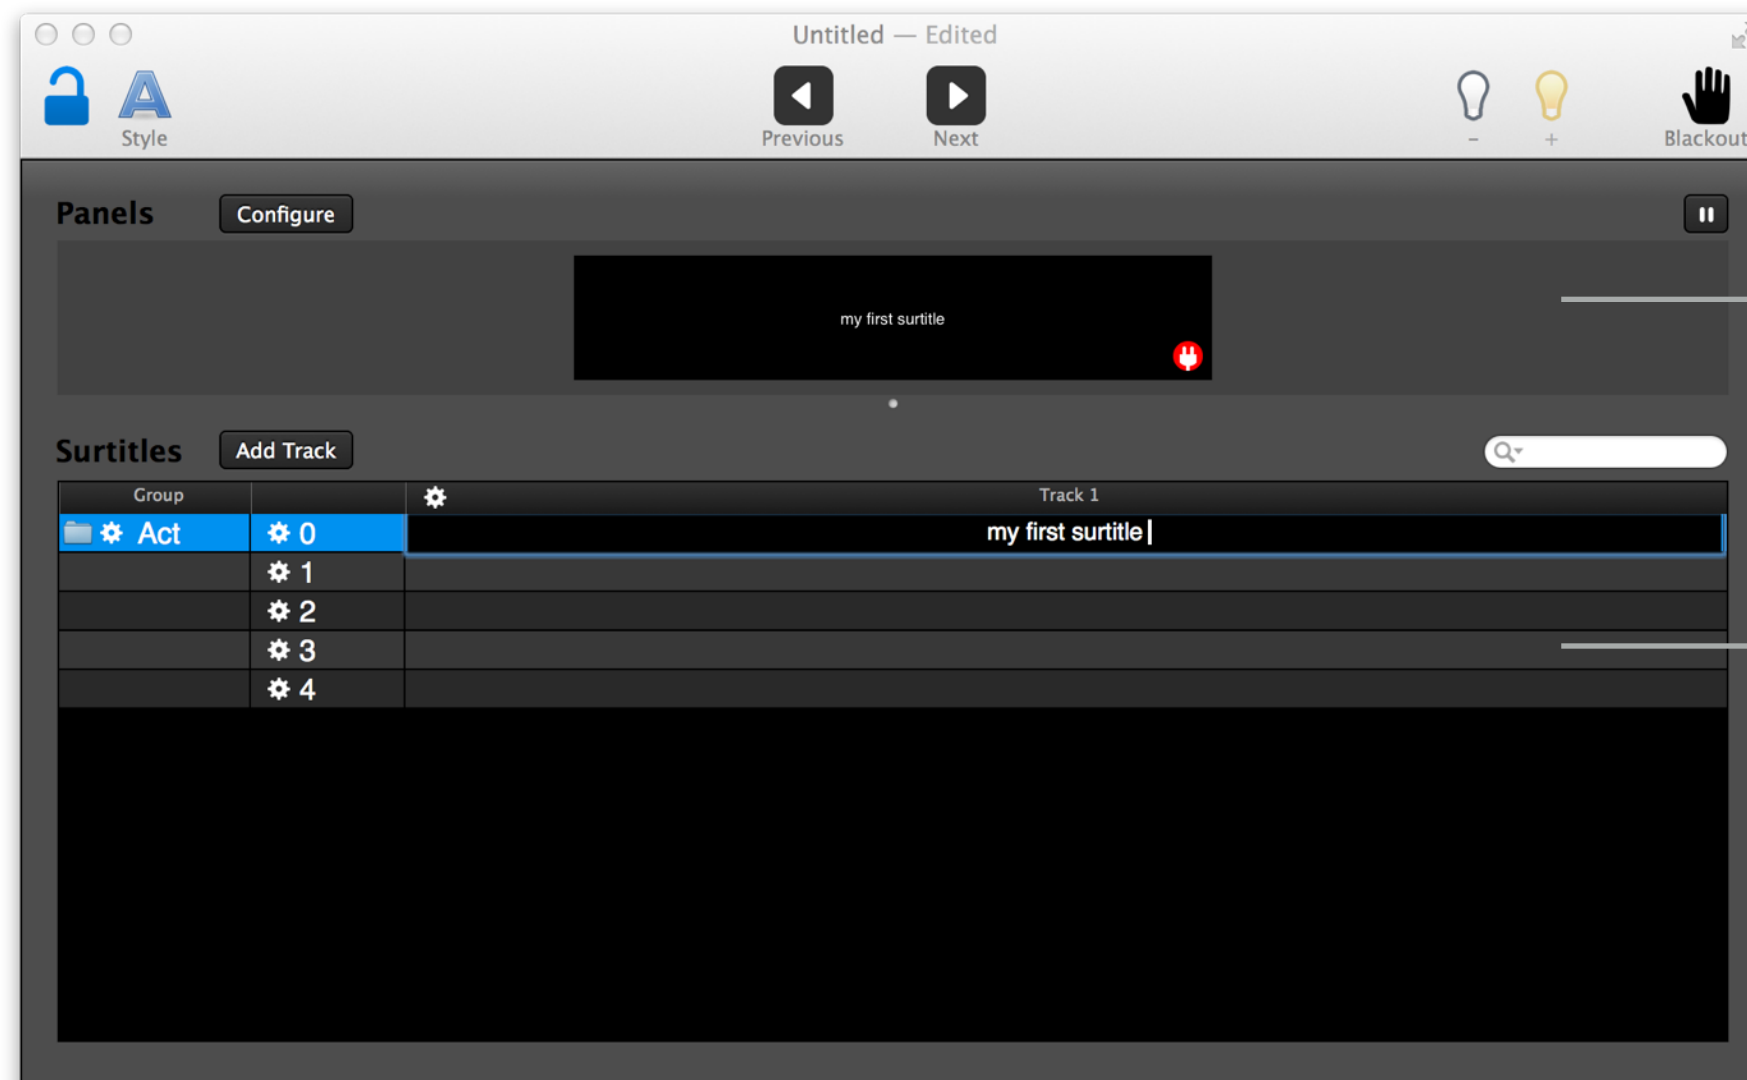 Untitled — Edited
Style
Previous
Next
-
+
Blackout
Panels
Configure
my first surtitle
Surtitles
Add Track
Group
Track 1
Act
0
my first surtitle
1
2
3
4